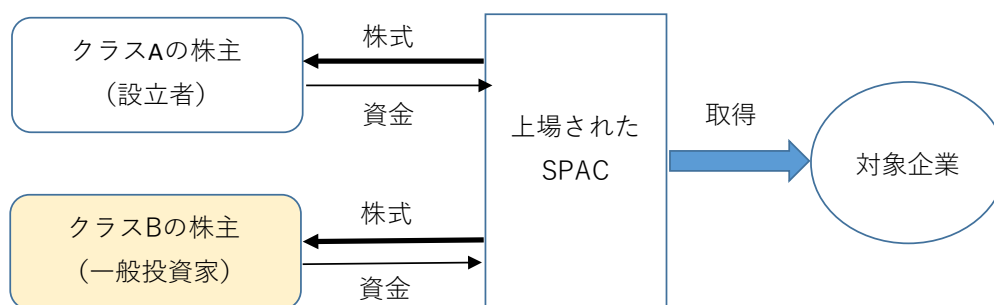 クラスAの株主
（設立者）
株式
資金
上場された
SPAC
取得
対象企業
クラスBの株主
（一般投資家）
株式
資金